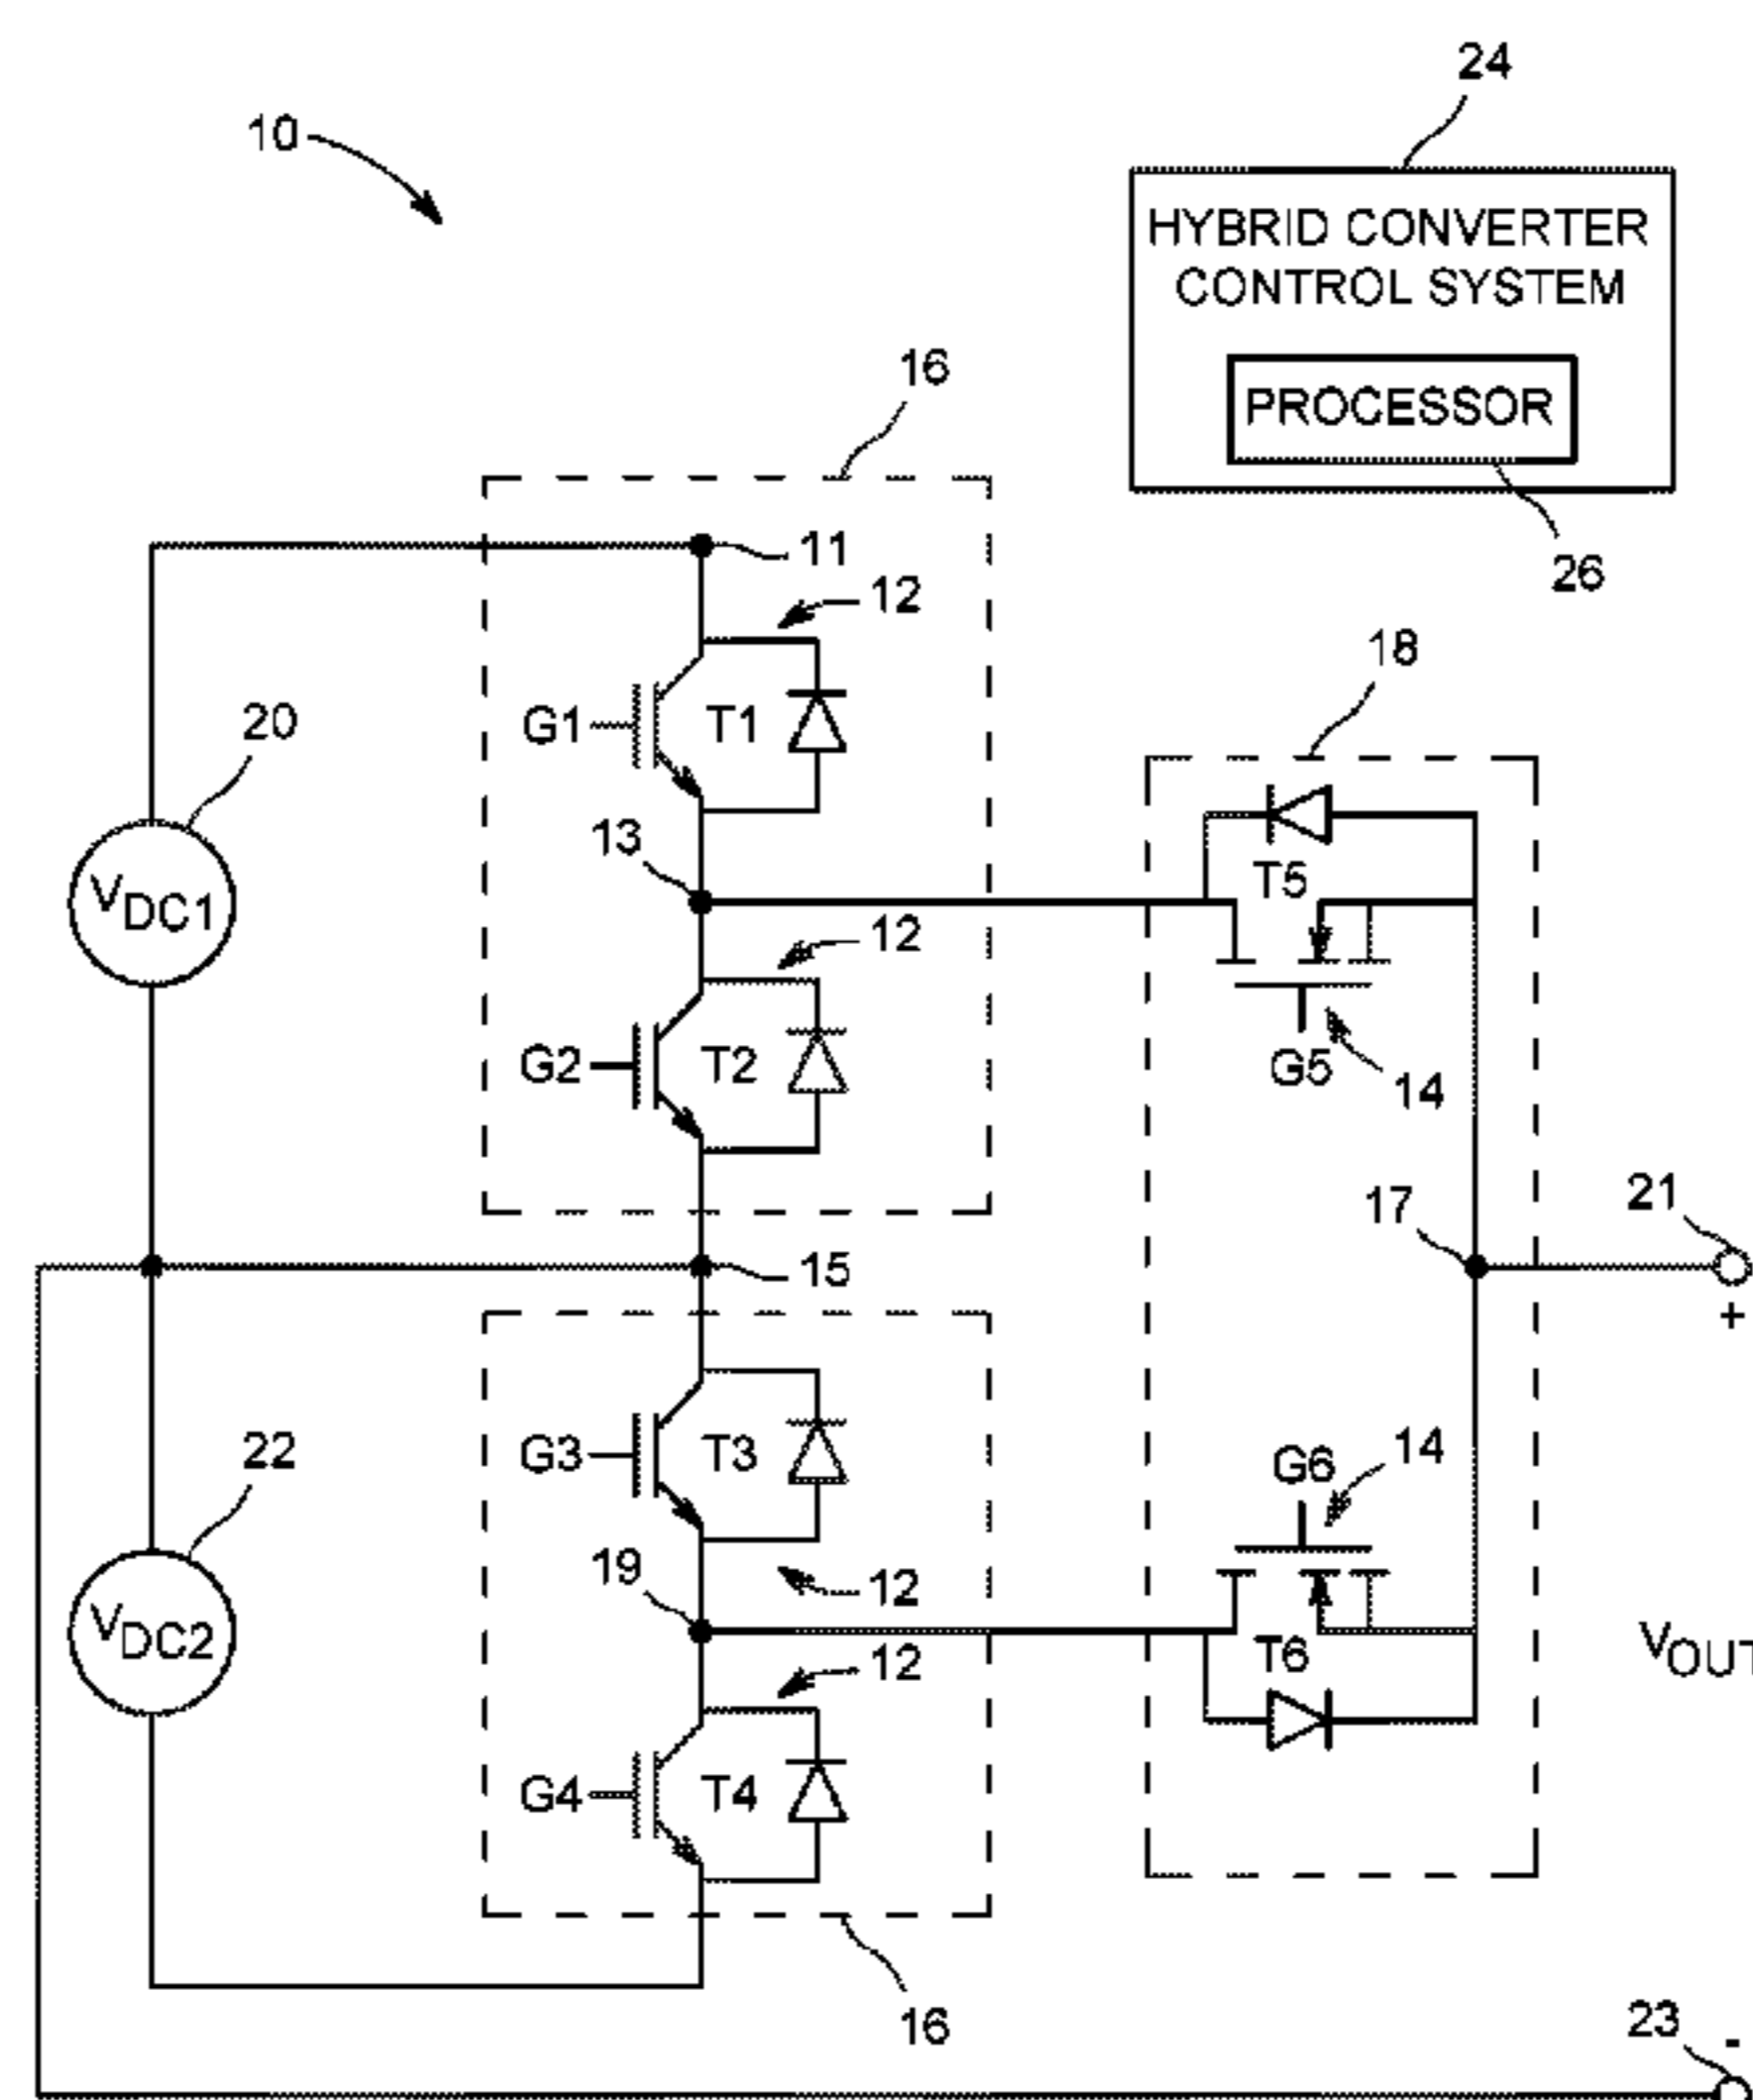 24
10
HYBRID CONVERTER
CONTROL SYSTEM
PROCESSOR
16
11
26
12
18
20
G1
T1
13
T5
VDC1
12
G2
T2
G5
14
17
21
15
+
G3
T3
G6
14
22
19
12
VDC2
T6
VOUT
12
G4
T4
16
23
-